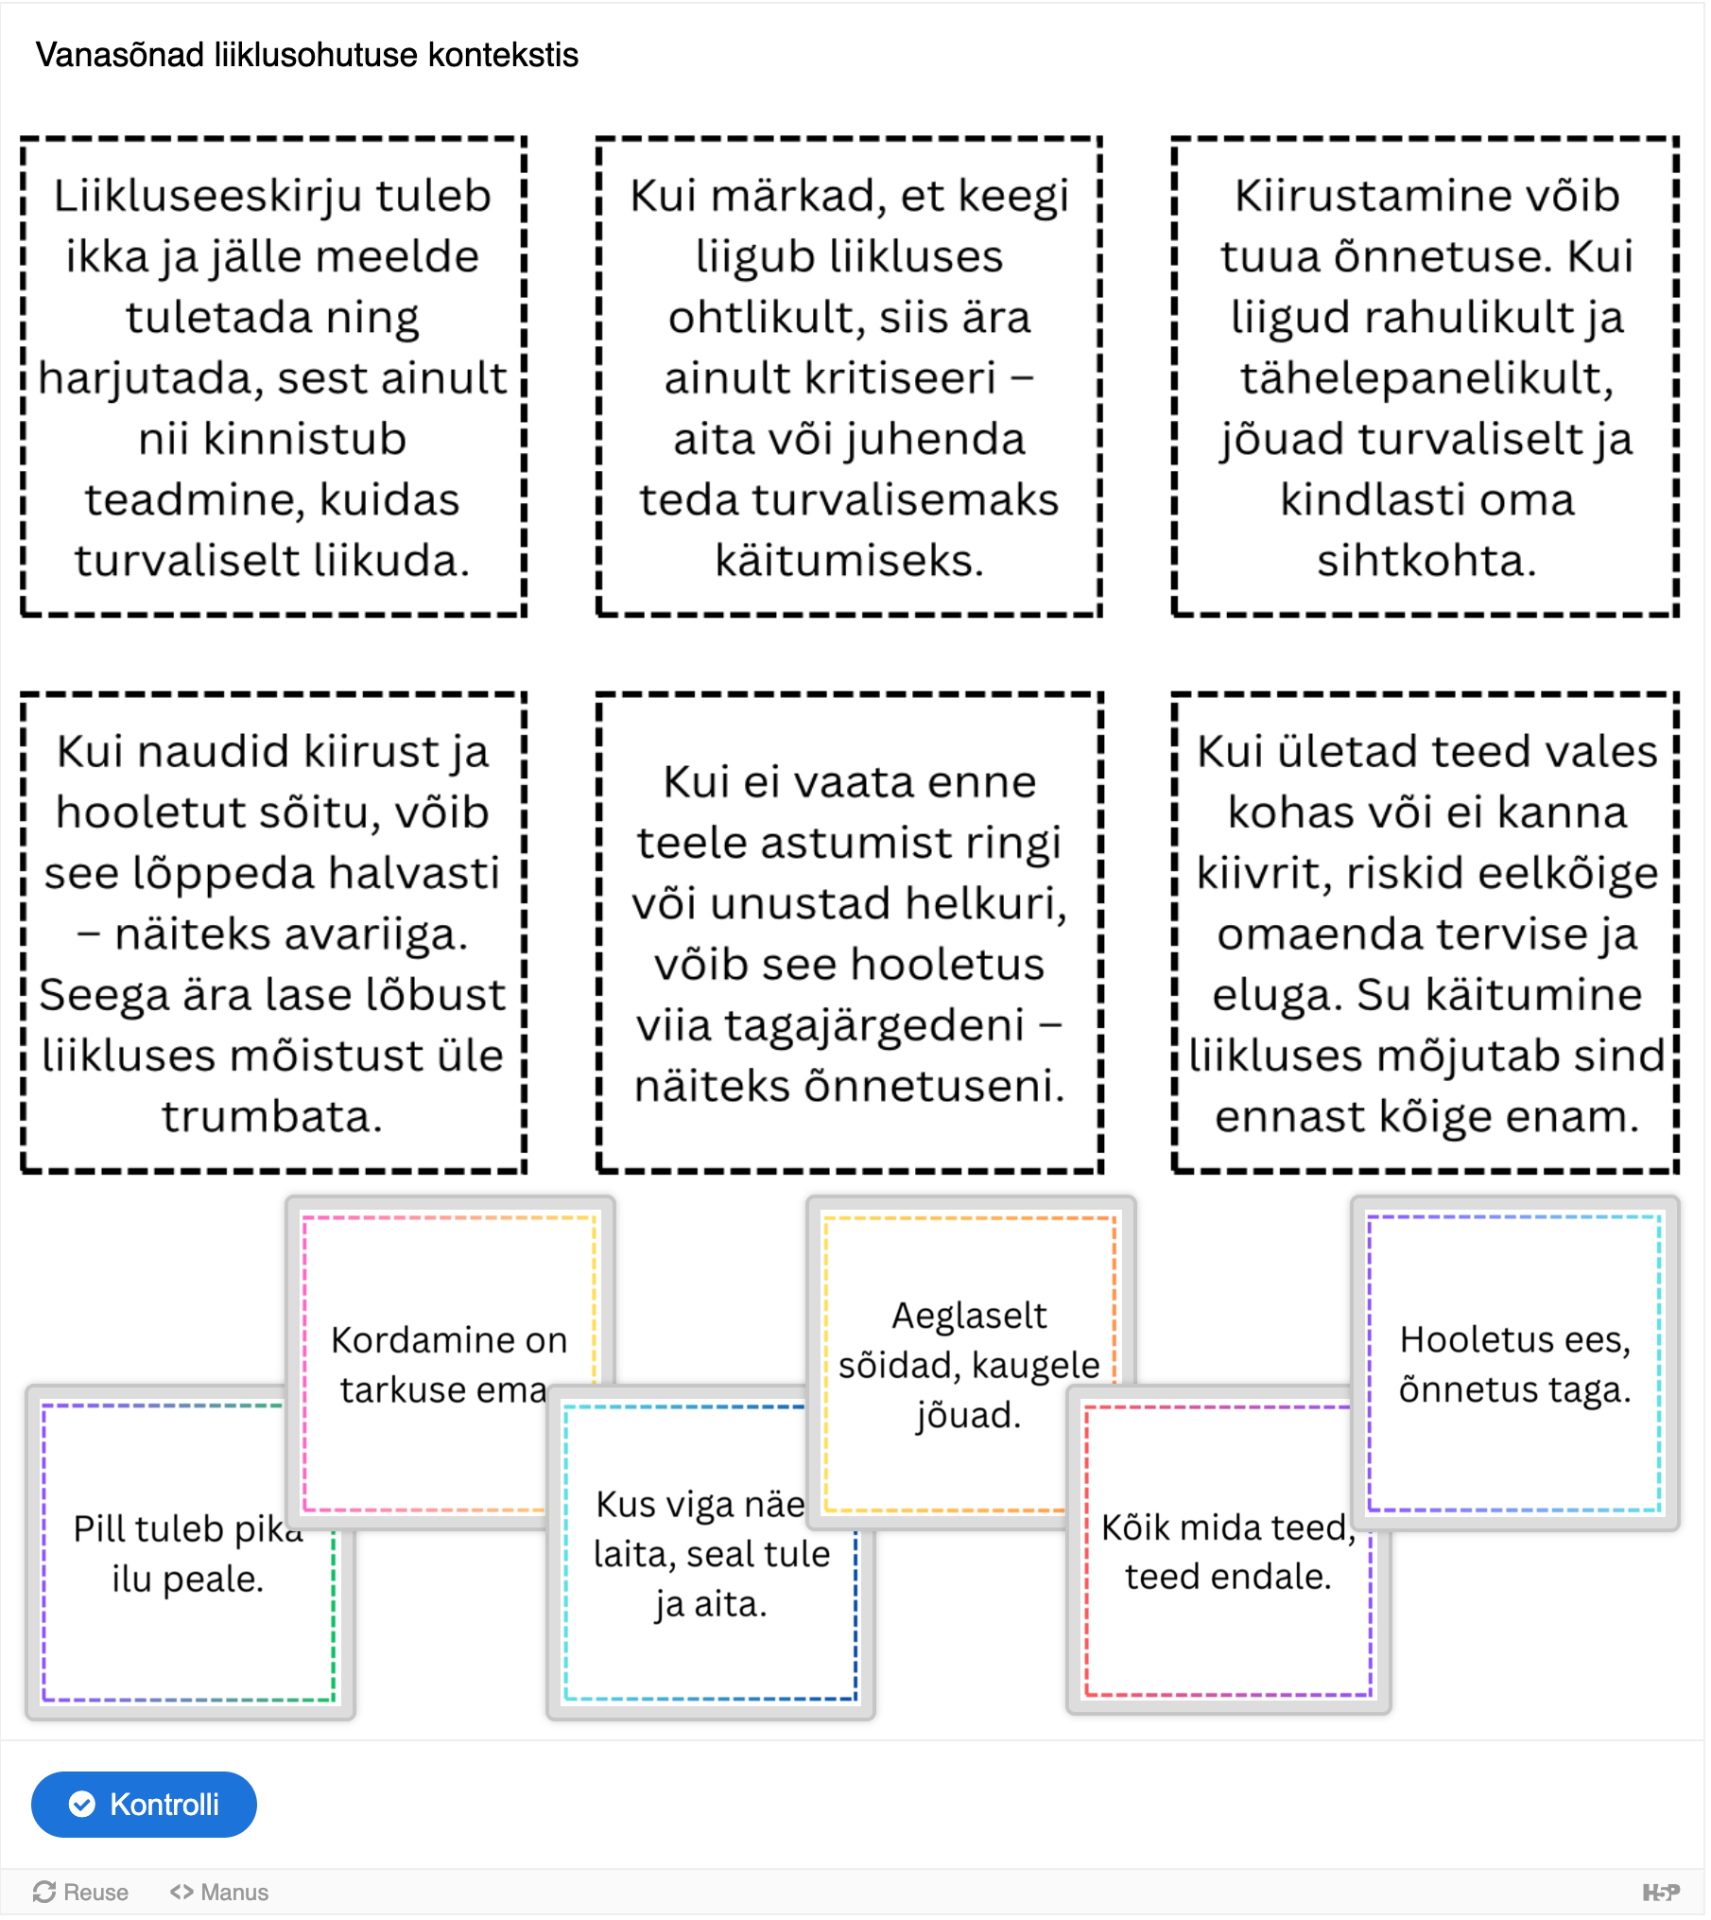 Vanasõnad liiklusohutuse kontekstis
Liikluseeskirju tuleb
ikka ja jälle meelde
tuletada ning
harjutada, sest ainult
nii kinnistub
teadmine, kuidas
turvaliselt liikuda.
Kui märkad, et keegi
liigub liikluses
ohtlikult, siis ära
ainult kritiseeri –
aita või juhenda
teda turvalisemaks
käitumiseks.
Kiirustamine võib
tuua õnnetuse. Kui
liigud rahulikult ja
tähelepanelikult,
jõuad turvaliselt ja
kindlasti oma
sihtkohta.
Kui naudid kiirust ja
hooletut sõitu, võib
see lõppeda halvasti
– näiteks avariiga.
Seega ära lase lõbust
liikluses mõistust üle
trumbata.
Kui ei vaata enne
teele astumist ringi
või unustad helkuri,
võib see hooletus
viia tagajärgedeni –
näiteks õnnetuseni.
Kui ületad teed vales
kohas või ei kanna
kiivrit, riskid eelkõige
omaenda tervise ja
eluga. Su käitumine
liikluses mõjutab sind
ennast kõige enam.
Pill tuleb pika
ilu peale.
Kordamine on
tarkuse ema
Kus viga näe
laita, seal tule
ja aita.
Aeglaselt
sõidad, kaugele
jõuad.
Kõik mida teed,
teed endale.
Hooletus ees,
õnnetus taga.
Kontrolli
Reuse
<> Manus
H5P